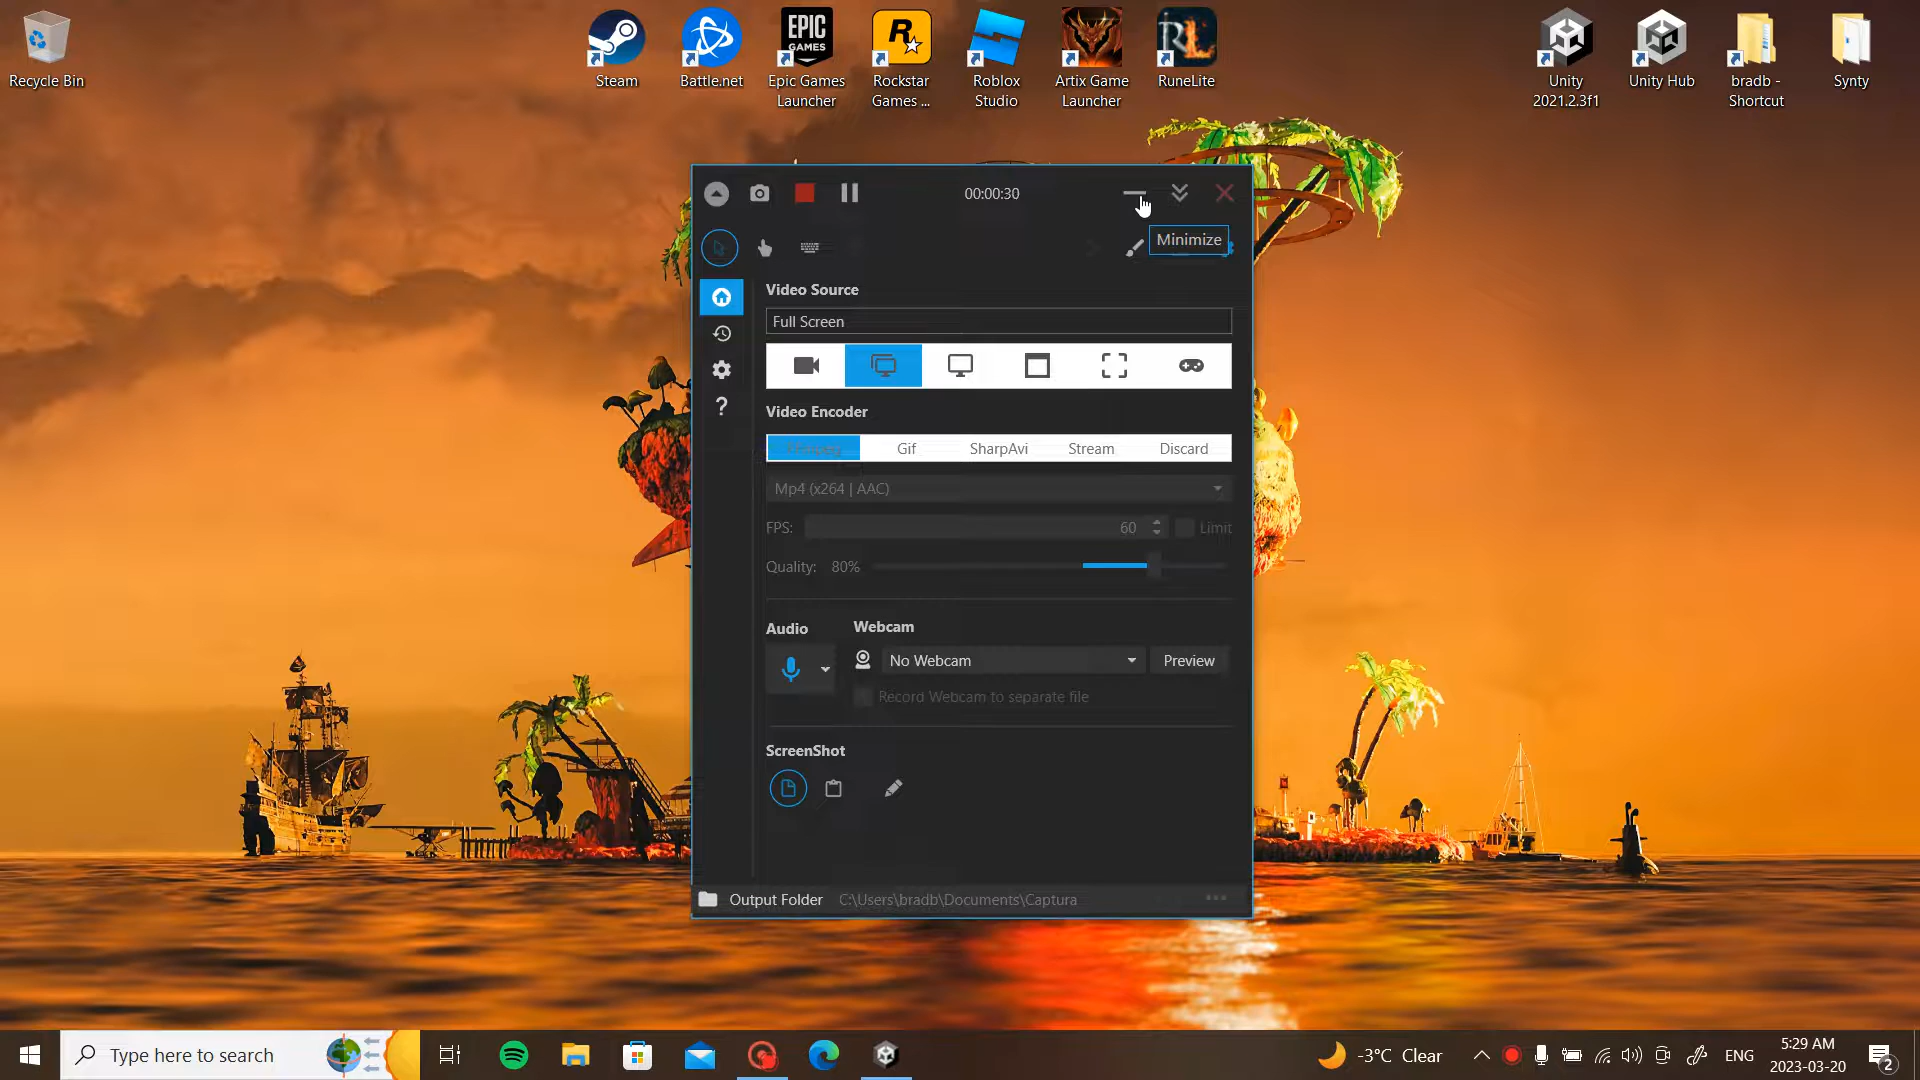 Recycle Bin
Steam
Battle.net
Epic Games
Launcher
Rockstar
Games ...
Roblox
Studio
Artix Game
Launcher
RuneLite
Unity
2021.2.3f1
Unity Hub
bradb -
Shortcut
Synty
EPIC
GAMES
00:00:30
Minimize
Video Source
Full Screen
Video Encoder
Gif SharpAvi Stream Discard
Mp4 (x264 | AAC)
FPS: 60 Limit
Quality: 80%
Audio Webcam
No Webcam Preview
Record Webcam to separate file
ScreenShot
Output Folder C:\Users\bradb\Documents\Captura ...
Type here to search
-3°C Clear
ENG
5:29 AM
2023-03-20
2